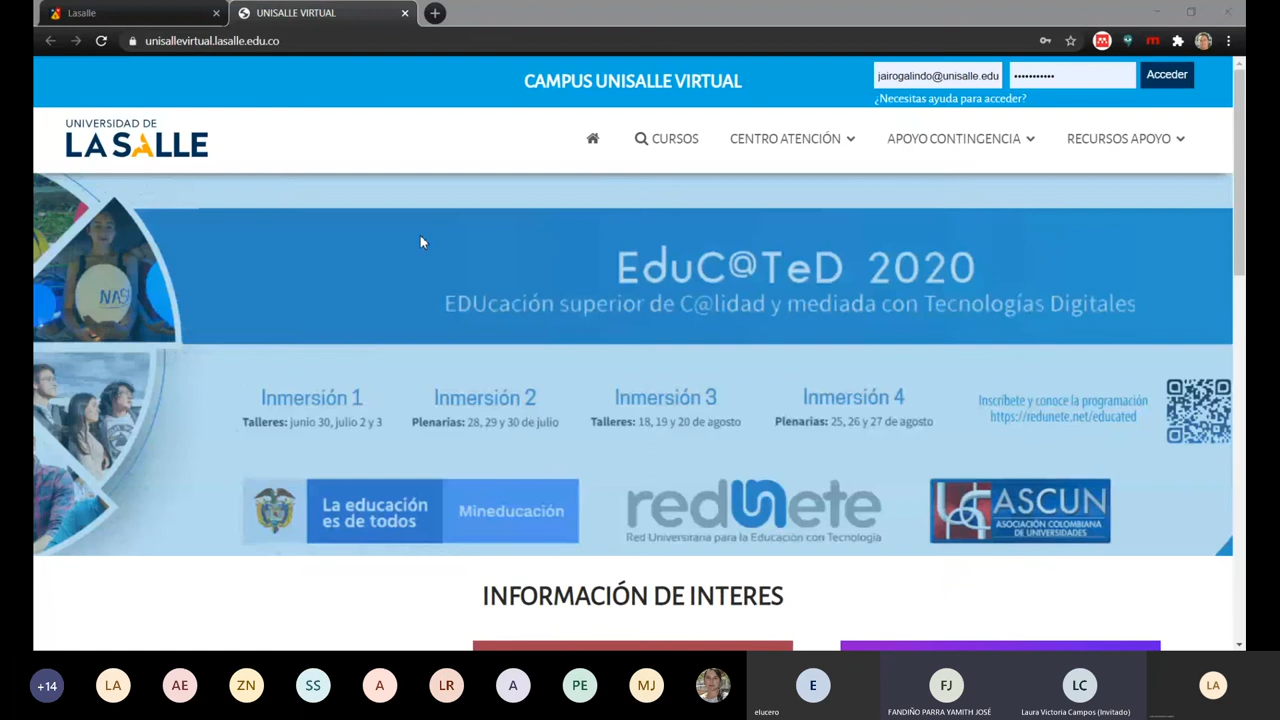 Lasalle
UNISALLE VIRTUAL
unisallevirtual.lasalle.edu.co
CAMPUS UNISALLE VIRTUAL
jairogalindo@unisalle.edu
•••••••••••
Acceder
¿Necesitas ayuda para acceder?
UNIVERSIDAD DE
LA SALLE
CURSOS
CENTRO ATENCIÓN
APOYO CONTINGENCIA
RECURSOS APOYO
NASA
EduC@TeD 2020
EDUcación superior de C@lidad y mediada con Tecnologías Digitales
Inmersión 1
Talleres: junio 30, julio 2 y 3
Inmersión 2
Plenarias: 28, 29 y 30 de julio
Inmersión 3
Talleres: 18, 19 y 20 de agosto
Inmersión 4
Plenarias: 25, 26 y 27 de agosto
Inscríbete y conoce la programación
https://redunete.net/educated
La educación
es de todos
Mineducación
redUnete
Red Universitaria para la Educación con Tecnología
ASCUN
ASOCIACIÓN COLOMBIANA
DE UNIVERSIDADES
INFORMACIÓN DE INTERES
+14
LA
AE
ZN
SS
A
LR
A
PE
MJ
E
elucero
FJ
FANDIÑO PARRA YAMITH JOSÉ
LC
Laura Victoria Campos (Invitado)
LA